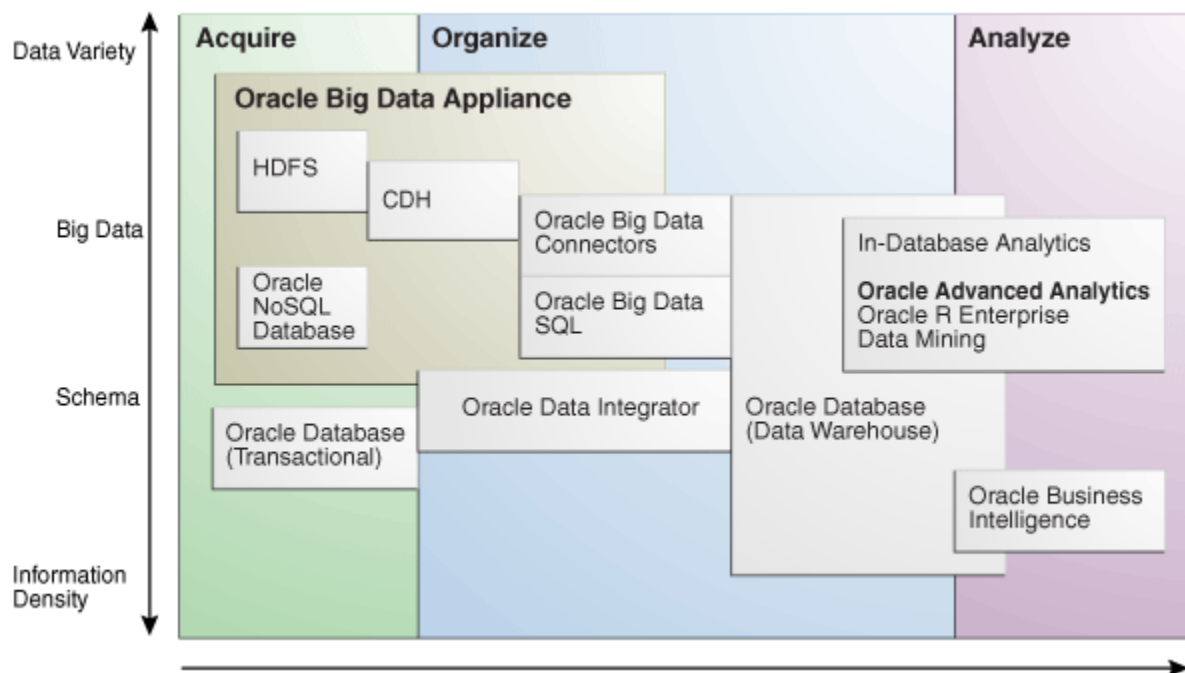 Data Variety
Big Data
Schema
Information
Density
Acquire
Organize
Analyze
Oracle Big Data Appliance
HDFS
CDH
Oracle
NoSQL
Database
Oracle Big Data
Connectors
Oracle Big Data
SQL
Oracle Database
(Transactional)
Oracle Data Integrator
Oracle Database
(Data Warehouse)
In-Database Analytics
Oracle Advanced Analytics
Oracle R Enterprise
Data Mining
Oracle Business
Intelligence